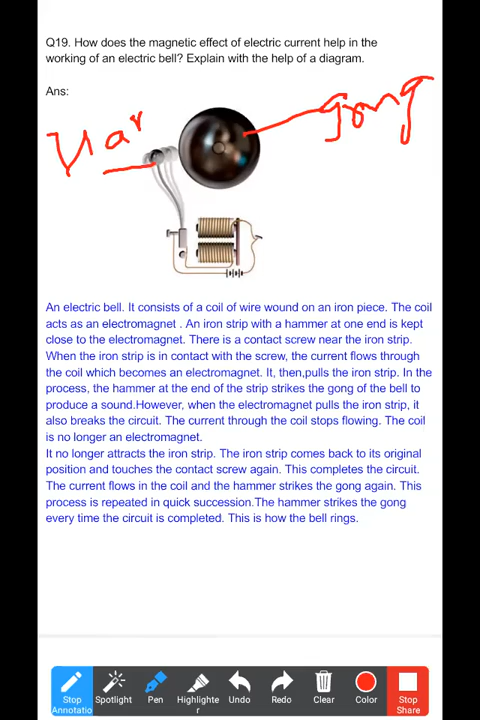 Q19. How does the magnetic effect of electric current help in the
working of an electric bell? Explain with the help of a diagram.
Ans:
Har
Gong
An electric bell. It consists of a coil of wire wound on an iron piece. The coil
acts as an electromagnet . An iron strip with a hammer at one end is kept
close to the electromagnet. There is a contact screw near the iron strip.
When the iron strip is in contact with the screw, the current flows through
the coil which becomes an electromagnet. It, then,pulls the iron strip. In the
process, the hammer at the end of the strip strikes the gong of the bell to
produce a sound.However, when the electromagnet pulls the iron strip, it
also breaks the circuit. The current through the coil stops flowing. The coil
is no longer an electromagnet.
It no longer attracts the iron strip. The iron strip comes back to its original
position and touches the contact screw again. This completes the circuit.
The current flows in the coil and the hammer strikes the gong again. This
process is repeated in quick succession.The hammer strikes the gong
every time the circuit is completed. This is how the bell rings.
Stop
Annotatio
Spotlight
Pen
Highlighte
r
Undo
Redo
Clear
Color
Stop
Share